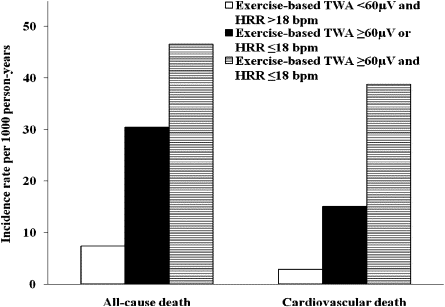 Exercise-based TWA <60µV and
HRR >18 bpm
Exercise-based TWA ≥60µV or
HRR ≤18 bpm
Exercise-based TWA ≥60µV and
HRR ≤18 bpm
Incidence rate per 1000 person-years
50
40
30
20
10
0
All-cause death
Cardiovascular death